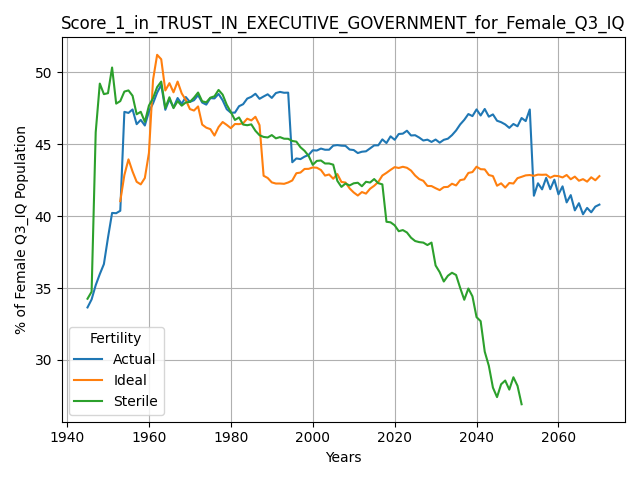 Score_1_in_TRUST_IN_EXECUTIVE_GOVERNMENT_for_Female_Q3_IQ
% of Female Q3_IQ Population
50
45
40
35
30
Fertility
Actual
Ideal
Sterile
1940 1960 1980 2000 2020 2040 2060
Years